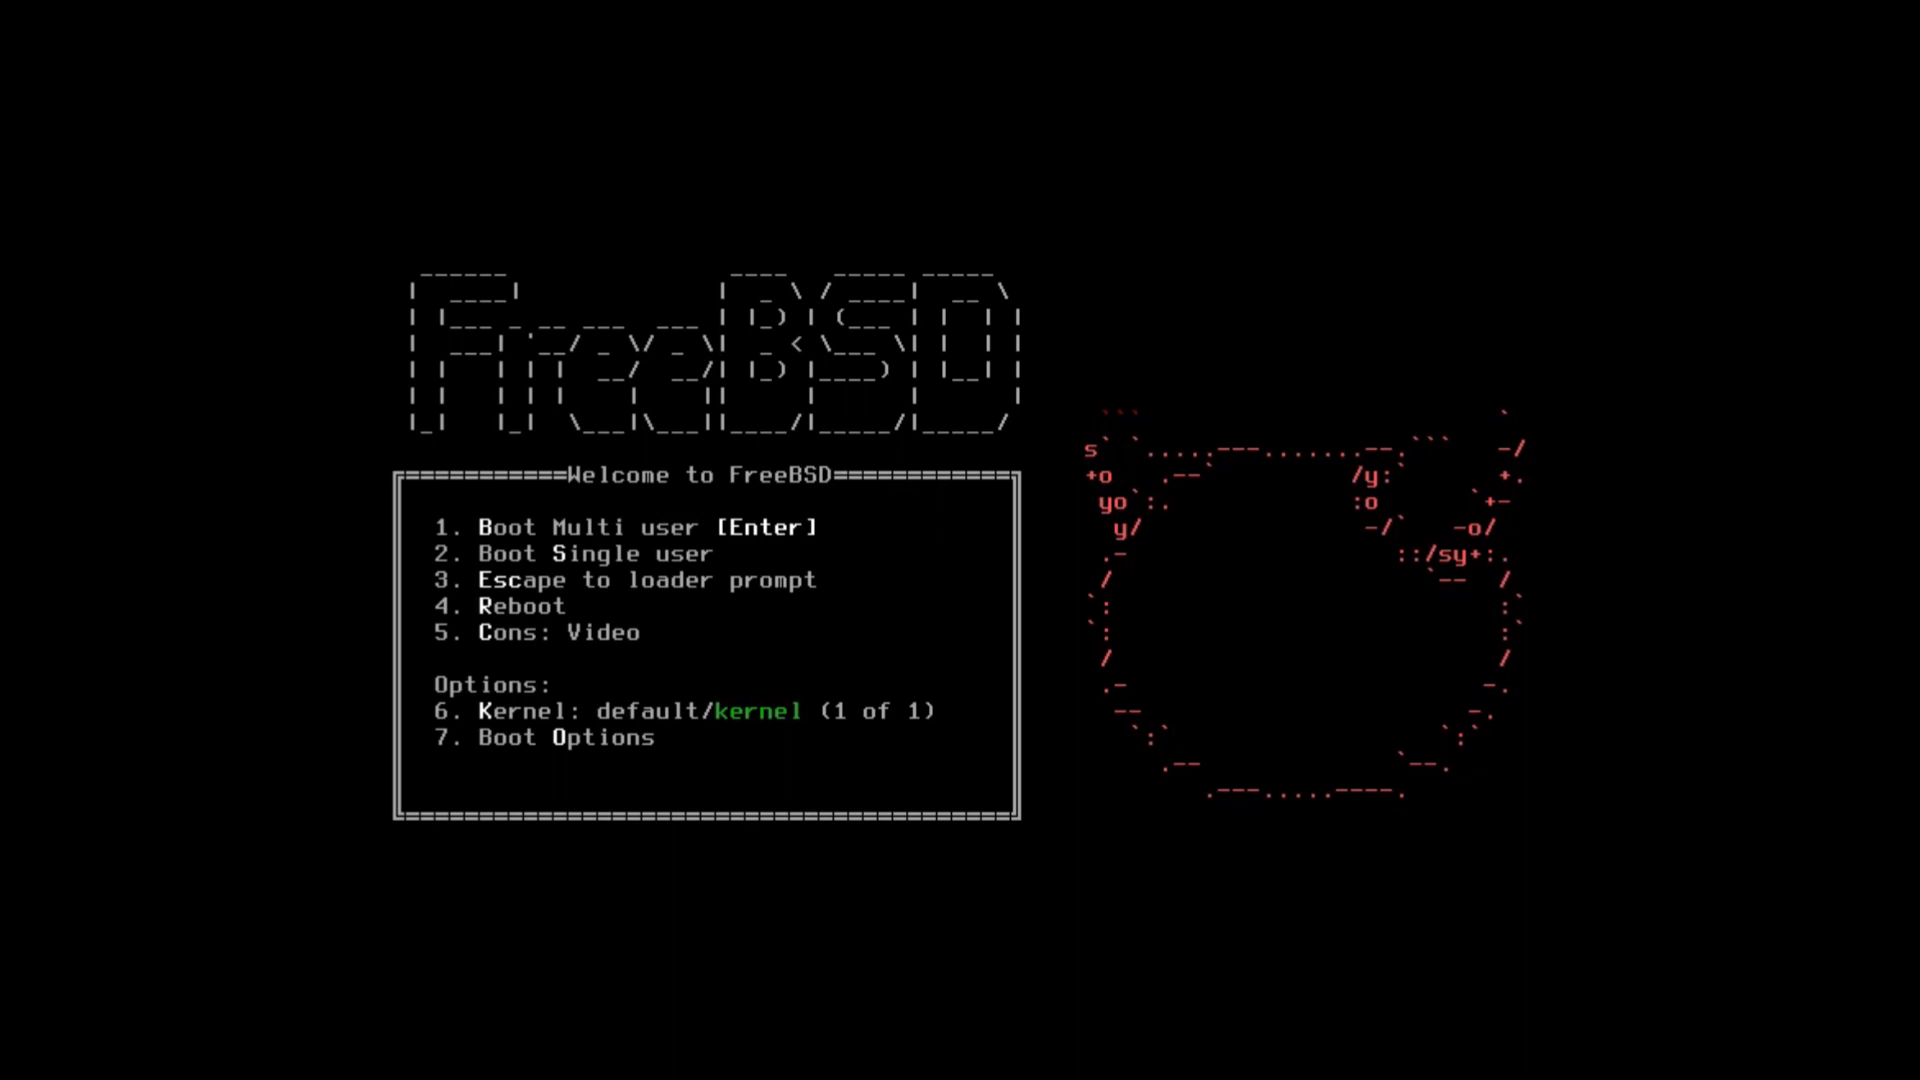 FreeBSD
Welcome to FreeBSD
1. Boot Multi user [Enter]
2. Boot Single user
3. Escape to loader prompt
4. Reboot
5. Cons: Video
Options:
6. Kernel: default/kernel (1 of 1)
7. Boot Options